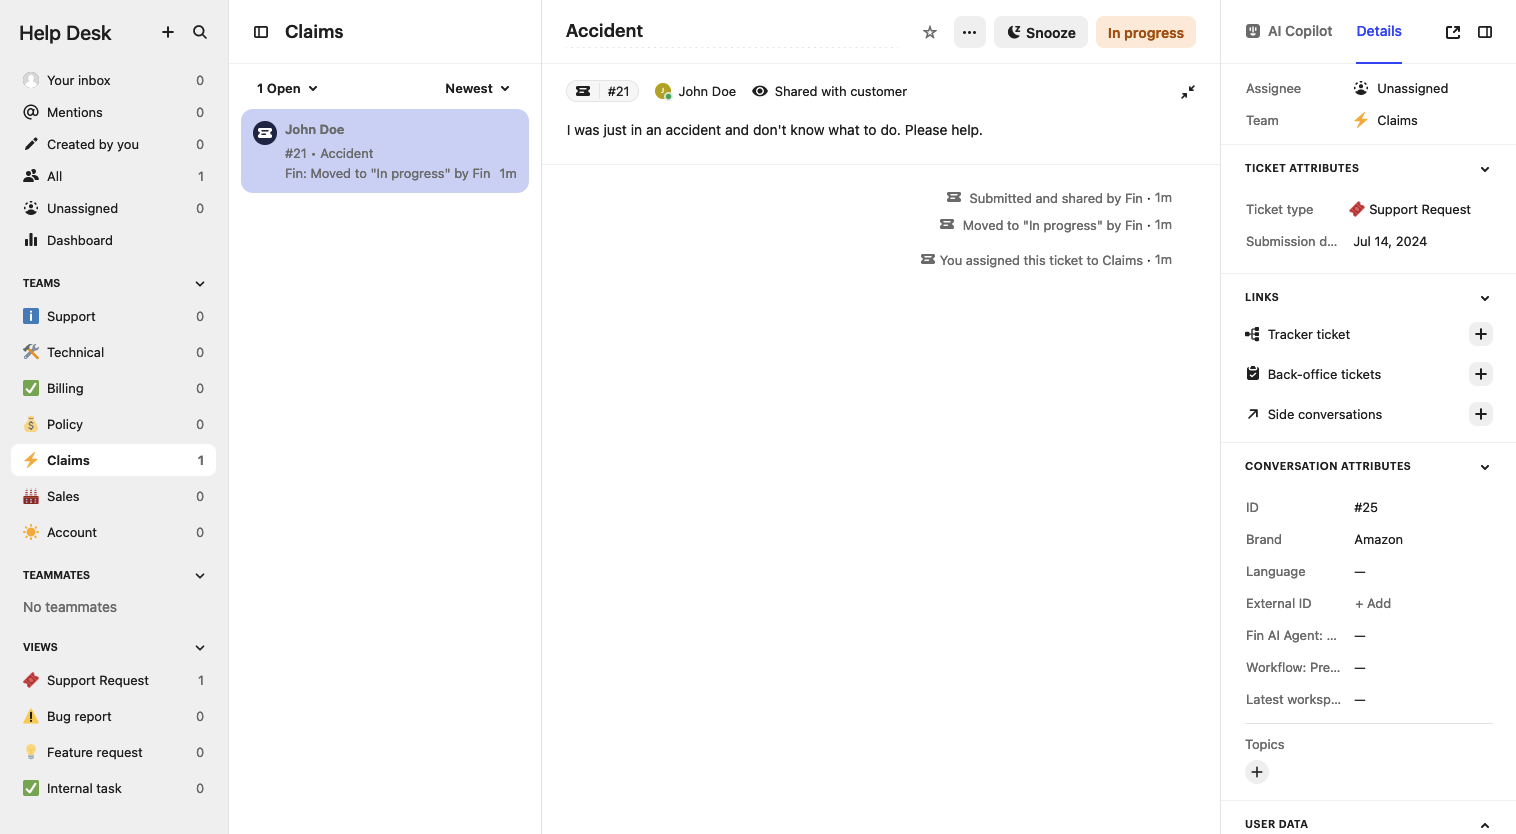 Help Desk
Your inbox 0
Mentions 0
Created by you 0
All 1
Unassigned 0
Dashboard
TEAMS
Support 0
Technical 0
Billing 0
Policy 0
Claims 1
Sales 0
Account 0
TEAMMATES
No teammates
VIEWS
Support Request 1
Bug report 0
Feature request 0
Internal task 0
Claims
1 Open Newest
John Doe
#21 • Accident
Fin: Moved to "In progress" by Fin 1m
Accident
Snooze In progress
#21 J John Doe Shared with customer
I was just in an accident and don't know what to do. Please help.
Submitted and shared by Fin • 1m
Moved to "In progress" by Fin • 1m
You assigned this ticket to Claims • 1m
AI Copilot Details
Assignee Unassigned
Team Claims
TICKET ATTRIBUTES
Ticket type Support Request
Submission d... Jul 14, 2024
LINKS
Tracker ticket
Back-office tickets
Side conversations
CONVERSATION ATTRIBUTES
ID #25
Brand Amazon
Language —
External ID + Add
Fin AI Agent: ... —
Workflow: Pre... —
Latest worksp... —
Topics
USER DATA